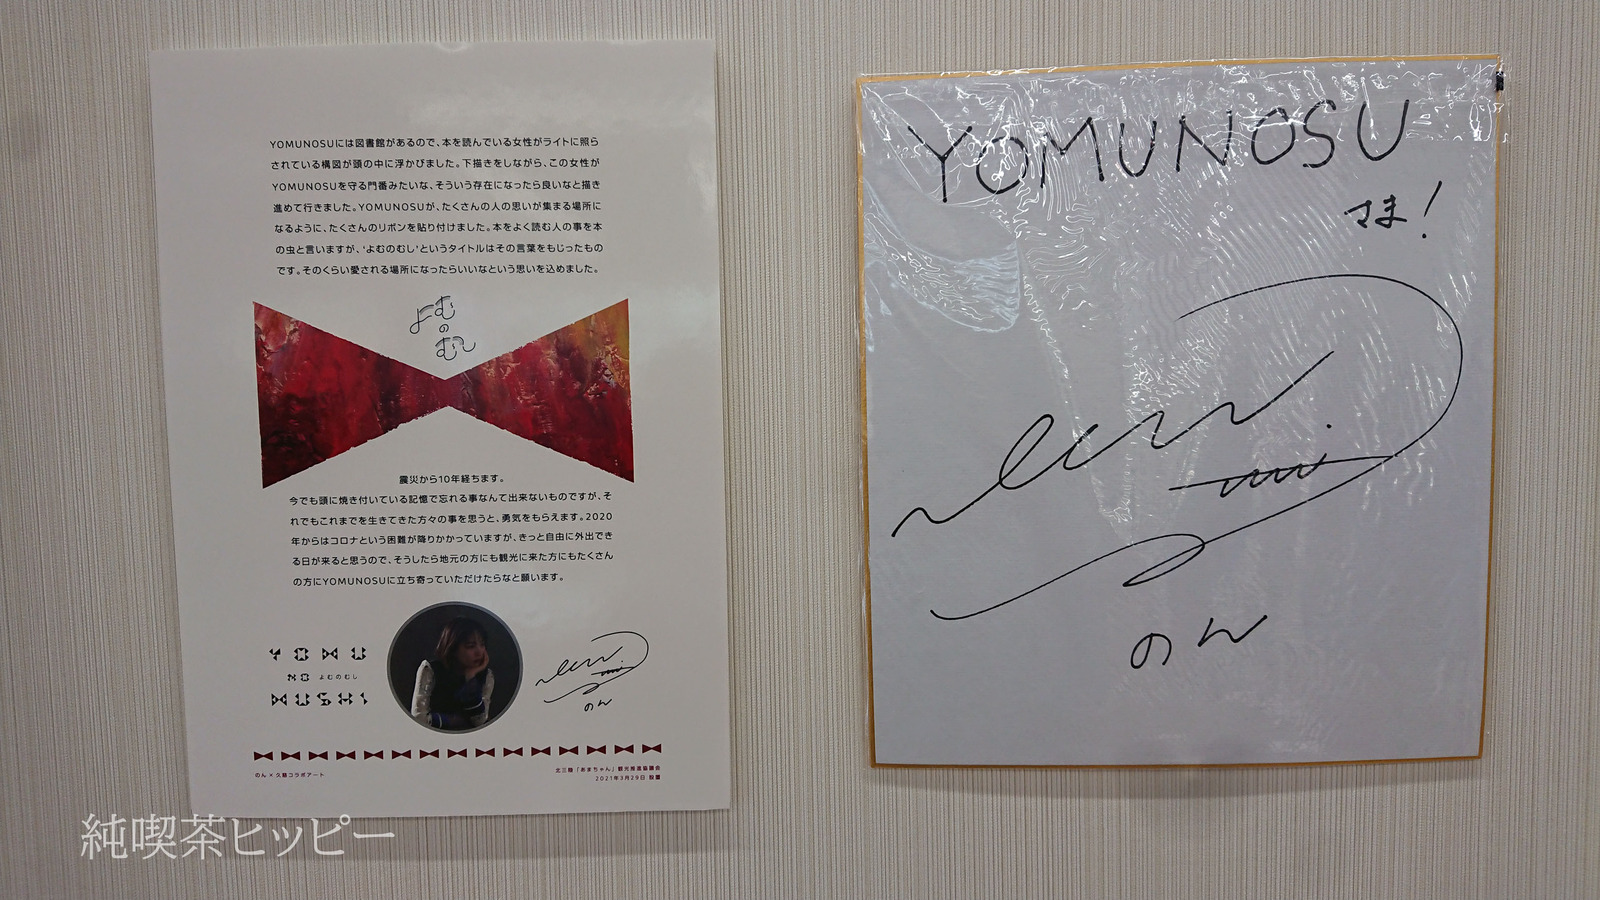 YOMUNOSUには図書館があるので、本を読んでいる女性がライトに照ら
されている構図が頭の中に浮かびました。下描きをしながら、この女性が
YOMUNOSUを守る門番みたいな、そういう存在になったら良いなと描き
進めて行きました。YOMUNOSUが、たくさんの人の思いが集まる場所に
なるように、たくさんのリボンを貼り付けました。本をよく読む人の事を本
の虫と言いますが、'よむのむし'というタイトルはその言葉をもじったもの
です。そのくらい愛される場所になったらいいなという思いを込めました。
よむ
の
むし
震災から10年経ちます。
今でも頭に焼き付いている記憶で忘れる事なんて出来ないものですが、そ
れでもこれまでを生きてきた方々の事を思うと、勇気をもらえます。2020
年からはコロナという困難が降りかかっていますが、きっと自由に外出でき
る日が来ると思うので、そうしたら地元の方にも観光に来た方にもたくさん
の方にYOMUNOSUに立ち寄っていただけたらなと願います。
YOMU
NO よむのむし
MUSHI
のん
のん×久慈コラボアート
北三陸「あまちゃん」観光推進協議会
2021年3月29日 設置
YOMUNOSU
さま!
のん
純喫茶ヒッピー